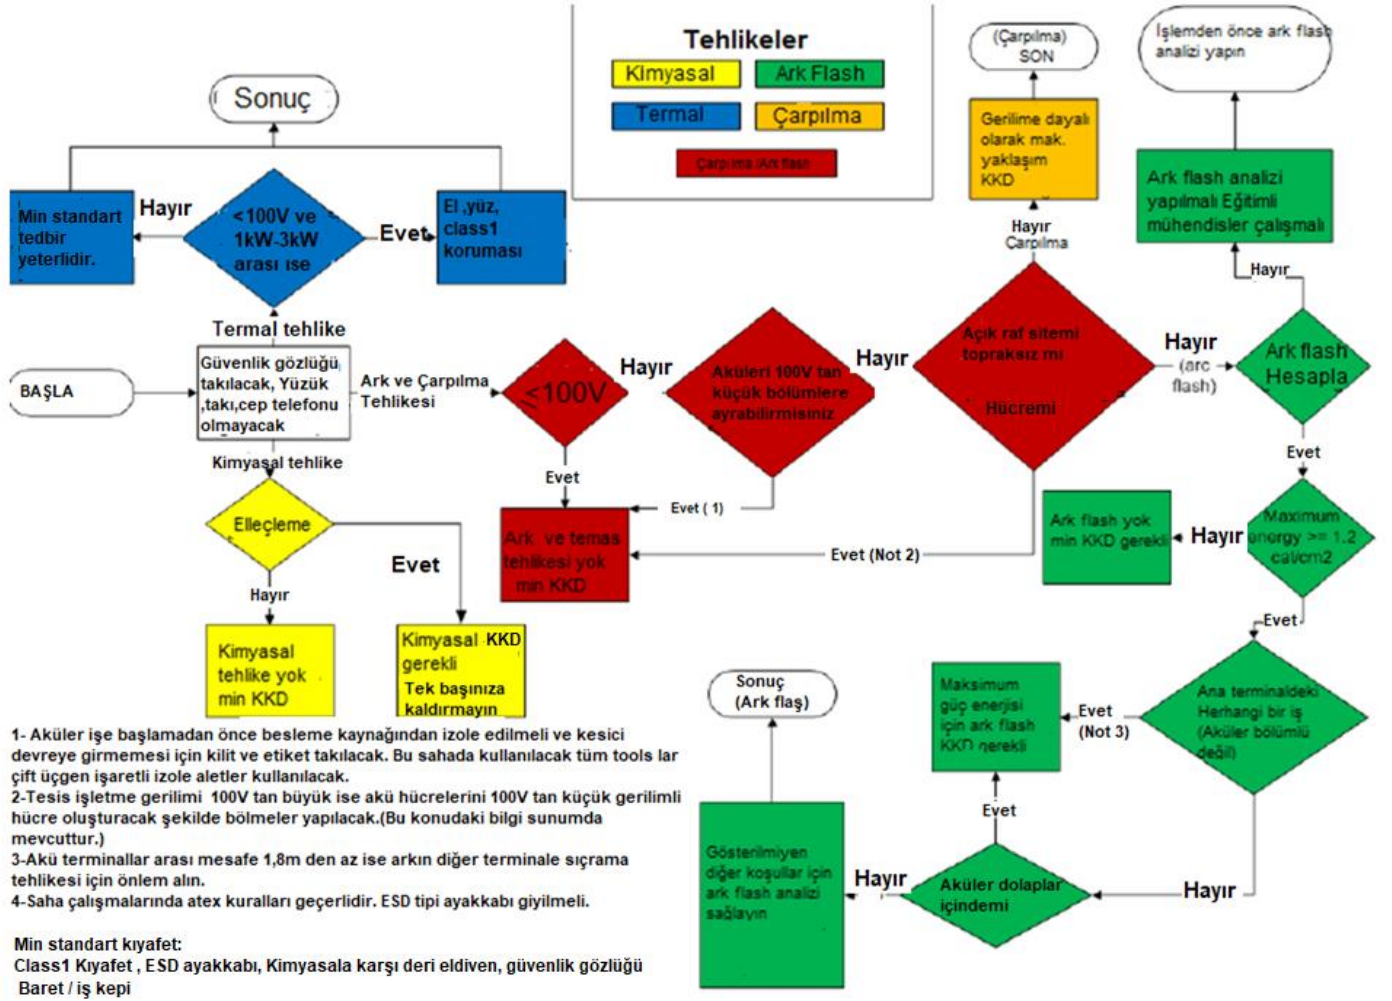 Tehlikeler
Kimyasal
Ark Flash
Termal
Çarpılma
Çarpılma /Ark flash
(Çarpılma)
SON
Gerilime dayalı
olarak mak.
yaklaşım
KKD
Hayır
Çarpılma
İşlemden önce ark flash
analizi yapın
Ark flash analizi
yapılmalı Eğitimli
mühendisler çalışmalı
Hayır
Sonuç
Min standart
tedbir
yeterlidir.
Hayır
<100V ve
1kW-3kW
arası ise
Evet
El ,yüz,
class1
koruması
Termal tehlike
BAŞLA
Güvenlik gözlüğü
takılacak, Yüzük
,takı,cep telefonu
olmayacak
Ark ve Çarpılma
Tehlikesi
≤100V
Hayır
Aküleri 100V tan
küçük bölümlere
ayrabilirmisiniz
Hayır
Açık raf sitemi
topraksız mı
Hücremi
Hayır
(arc
flash)
Ark flash
Hesapla
Kimyasal tehlike
Elleçleme
Evet
Hayır
Kimyasal
tehlike yok
min KKD
Kimyasal KKD
gerekli
Tek başınıza
kaldırmayın
Evet
Evet ( 1)
Ark ve temas
tehlikesi yok
min KKD
Evet (Not 2)
Evet
Ark flash yok
min KKD gerekli
Hayır
Maximum
energy >= 1.2
cal/cm2
Evet
Ana terminaldeki
Herhangi bir iş
(Aküler bölümlü
değil)
Evet
(Not 3)
Maksimum
güç enerjisi
için ark flash
KKD gerekli
Evet
Hayır
Aküler dolaplar
içindemi
Hayır
Gösterilmiyen
diğer koşullar için
ark flash analizi
sağlayın
Sonuç
(Ark flaş)
1- Aküler işe başlamadan önce besleme kaynağından izole edilmeli ve kesici
devreye girmemesi için kilit ve etiket takılacak. Bu sahada kullanılacak tüm tools lar
çift üçgen işaretli izole aletler kullanılacak.
2-Tesis işletme gerilimi 100V tan büyük ise akü hücrelerini 100V tan küçük gerilimli
hücre oluşturacak şekilde bölmeler yapılacak.(Bu konudaki bilgi sunumda
mevcuttur.)
3-Akü terminallar arası mesafe 1,8m den az ise arkın diğer terminale sıçrama
tehlikesi için önlem alın.
4-Saha çalışmalarında atex kuralları geçerlidir. ESD tipi ayakkabı giyilmeli.
Min standart kıyafet:
Class1 Kıyafet , ESD ayakkabı, Kimyasala karşı deri eldiven, güvenlik gözlüğü
Baret / iş kepi